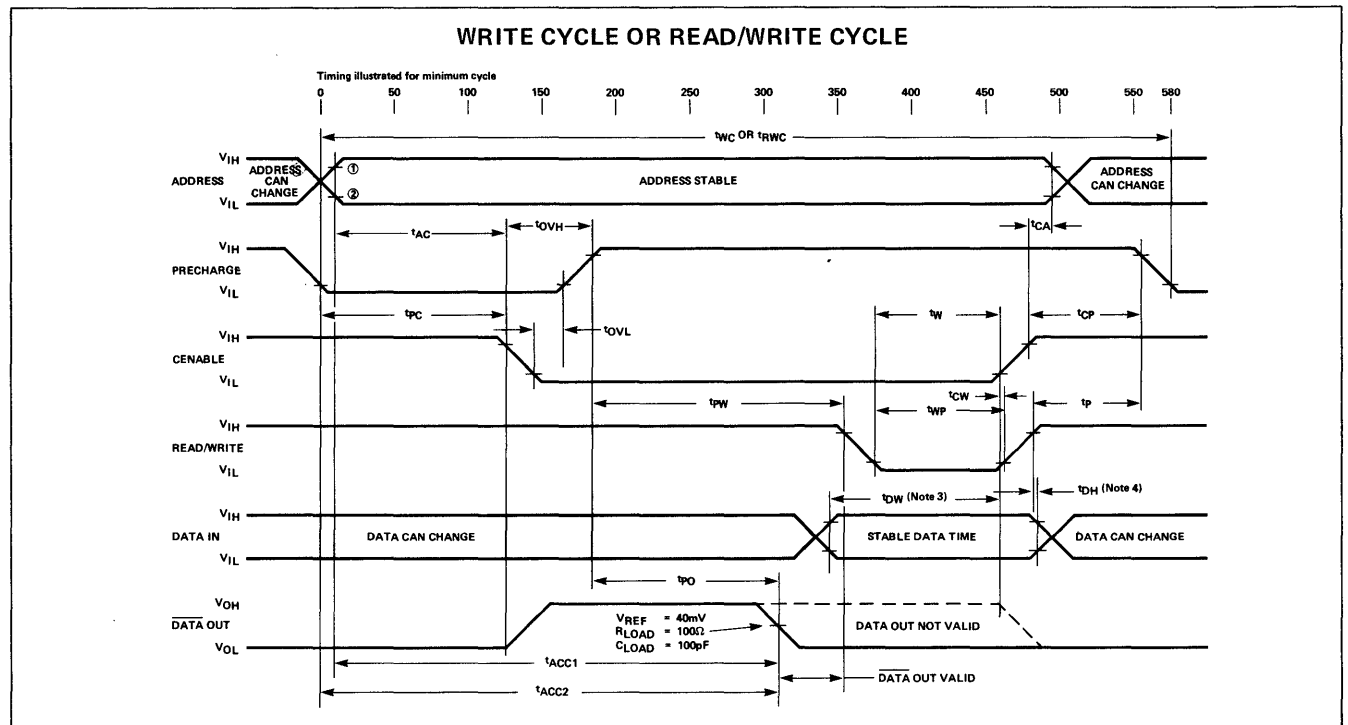 WRITE CYCLE OR READ/WRITE CYCLE
Timing illustrated for minimum cycle
0 50 100 150 200 250 300 350 400 450 500 550 580
tWC OR tRWC
VIH
ADDRESS
VIL
ADDRESS CAN CHANGE
①
②
ADDRESS STABLE
ADDRESS CAN CHANGE
tAC
tOVH
tCA
VIH
PRECHARGE
VIL
tPC
tOVL
tW
tCP
VIH
CENABLE
VIL
tCW
tPW
tWP
tP
VIH
READ/WRITE
VIL
tDW (Note 3)
tDH (Note 4)
VIH
DATA IN
VIL
DATA CAN CHANGE
STABLE DATA TIME
DATA CAN CHANGE
tPO
VOH
DATA OUT
VOL
VREF = 40mV
RLOAD = 100Ω
CLOAD = 100pF
DATA OUT NOT VALID
tACC1
DATA OUT VALID
tACC2